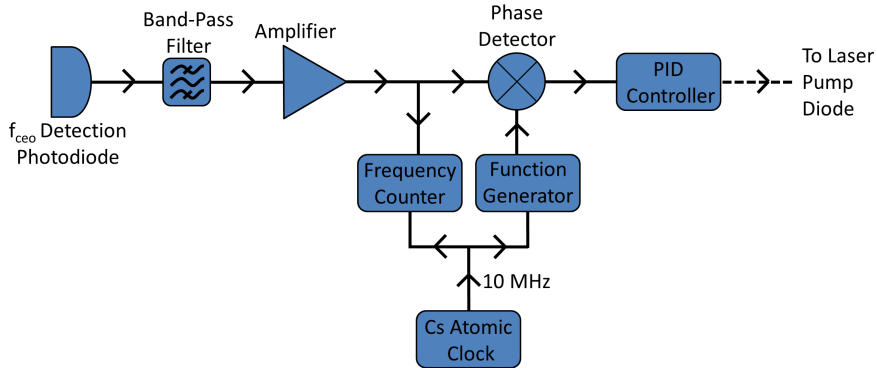 Band-Pass
Filter
Amplifier
Phase
Detector
PID
Controller
To Laser
Pump
Diode
fceo Detection
Photodiode
Frequency
Counter
Function
Generator
10 MHz
Cs Atomic
Clock